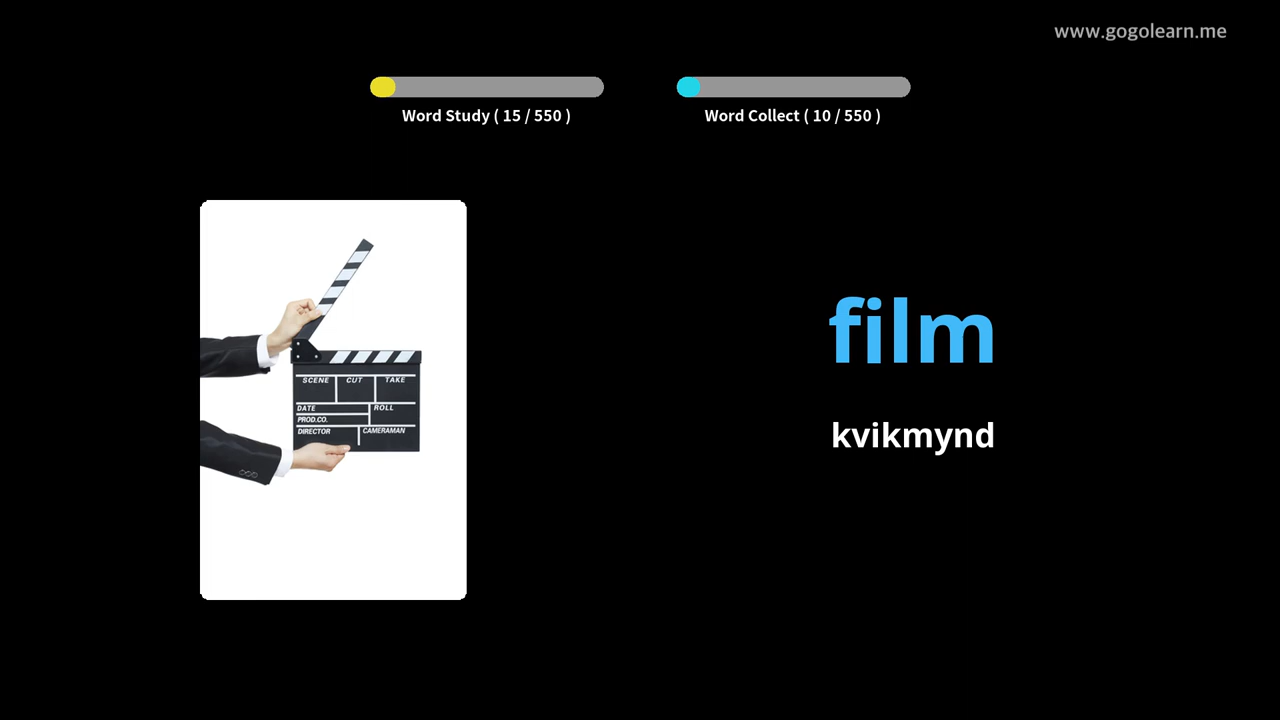 www.gogolearn.me
Word Study ( 15 / 550 )
Word Collect ( 10 / 550 )
film
kvikmynd
SCENE CUT TAKE
DATE ROLL
PROD.CO.
DIRECTOR CAMERAMAN